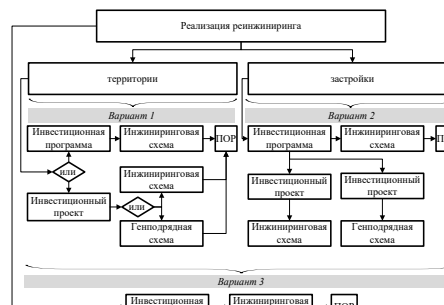 Реализация реинжиниринга
территории
застройки
Вариант 1
Вариант 2
Инвестиционная
программа
Инжиниринговая
схема
ПОР
Инвестиционная
программа
Инжиниринговая
схема
или
Инжиниринговая
схема
Инвестиционный
проект
Инвестиционный
проект
Инвестиционный
проект
или
Генподрядная
схема
Инжиниринговая
схема
Генподрядная
схема
Вариант 3
Инвестиционная
Инжиниринговая
ПОР